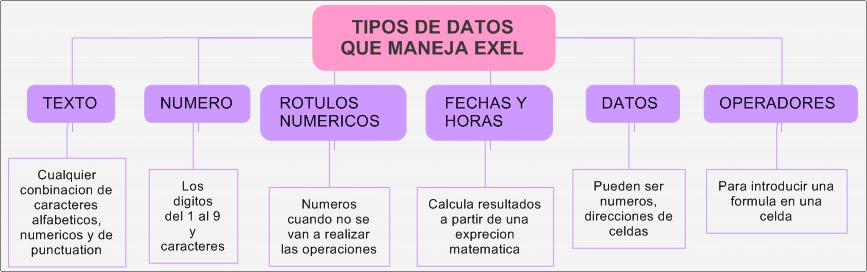 TIPOS DE DATOS
QUE MANEJA EXEL
TEXTO
NUMERO
ROTULOS
NUMERICOS
FECHAS Y
HORAS
DATOS
OPERADORES
Cualquier
conbinacion de
caracteres
alfabeticos,
numericos y de
punctuation
Los
digitos
del 1 al 9
y
caracteres
Numeros
cuando no se
van a realizar
las operaciones
Calcula resultados
a partir de una
exprecion
matematica
Pueden ser
numeros,
direcciones de
celdas
Para introducir una
formula en una
celda